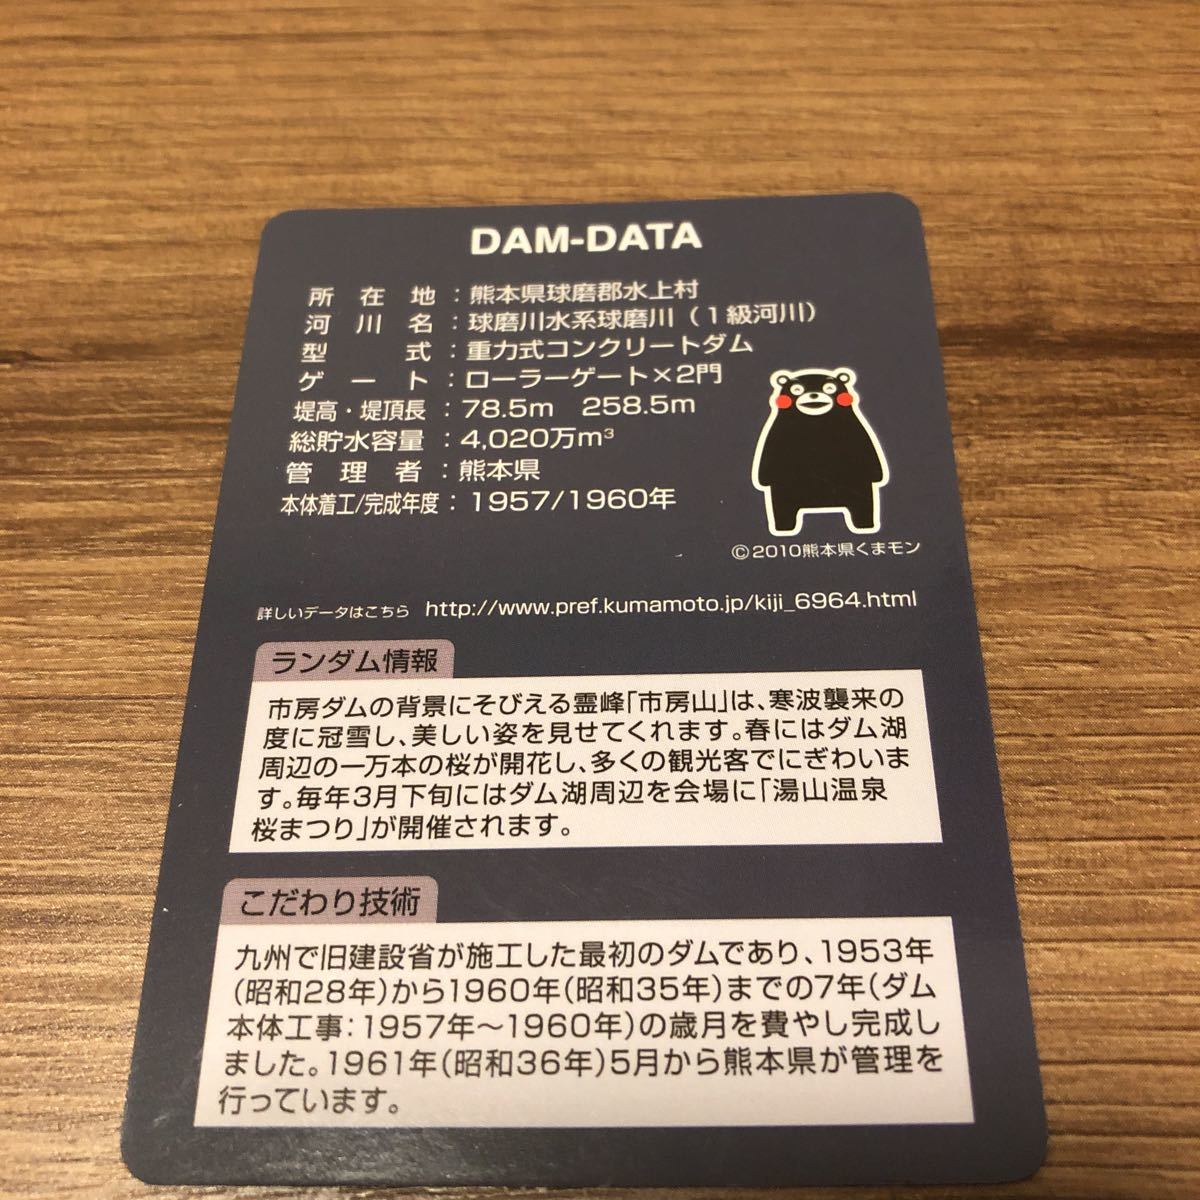 DAM-DATA
所在地:熊本県球磨郡水上村
河川名:球磨川水系球磨川(1級河川)
型式:重力式コンクリートダム
ゲート:ローラーゲート×2門
堤高・堤頂長:78.5m 258.5m
総貯水容量:4,020万m³
管理者:熊本県
本体着工/完成年度:1957/1960年
©2010熊本県くまモン
詳しいデータはこちら http://www.pref.kumamoto.jp/kiji_6964.html
ランダム情報
市房ダムの背景にそびえる霊峰「市房山」は、寒波襲来の
度に冠雪し、美しい姿を見せてくれます。春にはダム湖
周辺の一万本の桜が開花し、多くの観光客でにぎわいま
す。毎年3月下旬にはダム湖周辺を会場に「湯山温泉
桜まつり」が開催されます。
こだわり技術
九州で旧建設省が施工した最初のダムであり、1953年
(昭和28年)から1960年(昭和35年)までの7年(ダム
本体工事:1957年~1960年)の歳月を費やし完成し
ました。1961年(昭和36年)5月から熊本県が管理を
行っています。